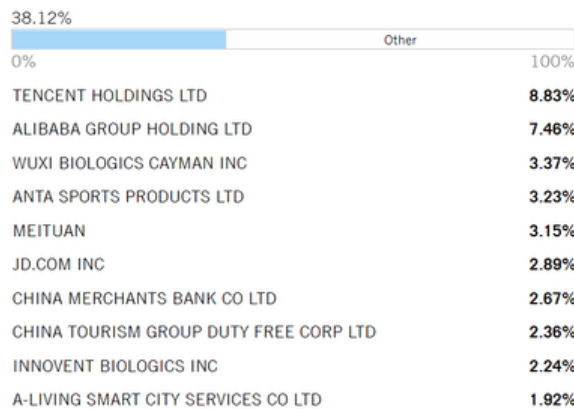 38.12%
Other
0% 100%
TENCENT HOLDINGS LTD 8.83%
ALIBABA GROUP HOLDING LTD 7.46%
WUXI BIOLOGICS CAYMAN INC 3.37%
ANTA SPORTS PRODUCTS LTD 3.23%
MEITUAN 3.15%
JD.COM INC 2.89%
CHINA MERCHANTS BANK CO LTD 2.67%
CHINA TOURISM GROUP DUTY FREE CORP LTD 2.36%
INNOVENT BIOLOGICS INC 2.24%
A-LIVING SMART CITY SERVICES CO LTD 1.92%